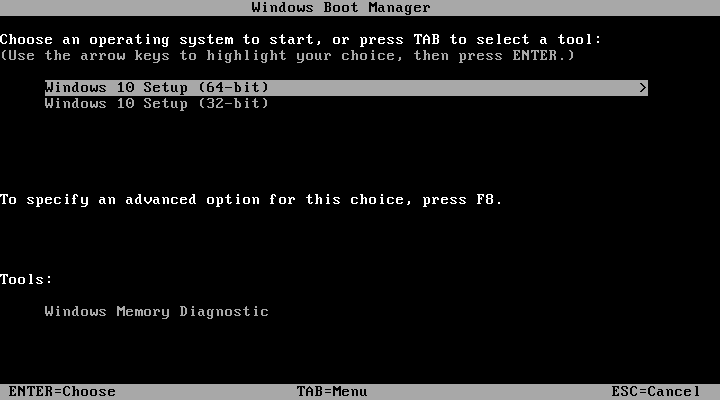 Windows Boot Manager
Choose an operating system to start, or press TAB to select a tool:
(Use the arrow keys to highlight your choice, then press ENTER.)
Windows 10 Setup (64-bit) >
Windows 10 Setup (32-bit)
To specify an advanced option for this choice, press F8.
Tools:
Windows Memory Diagnostic
ENTER=Choose TAB=Menu ESC=Cancel